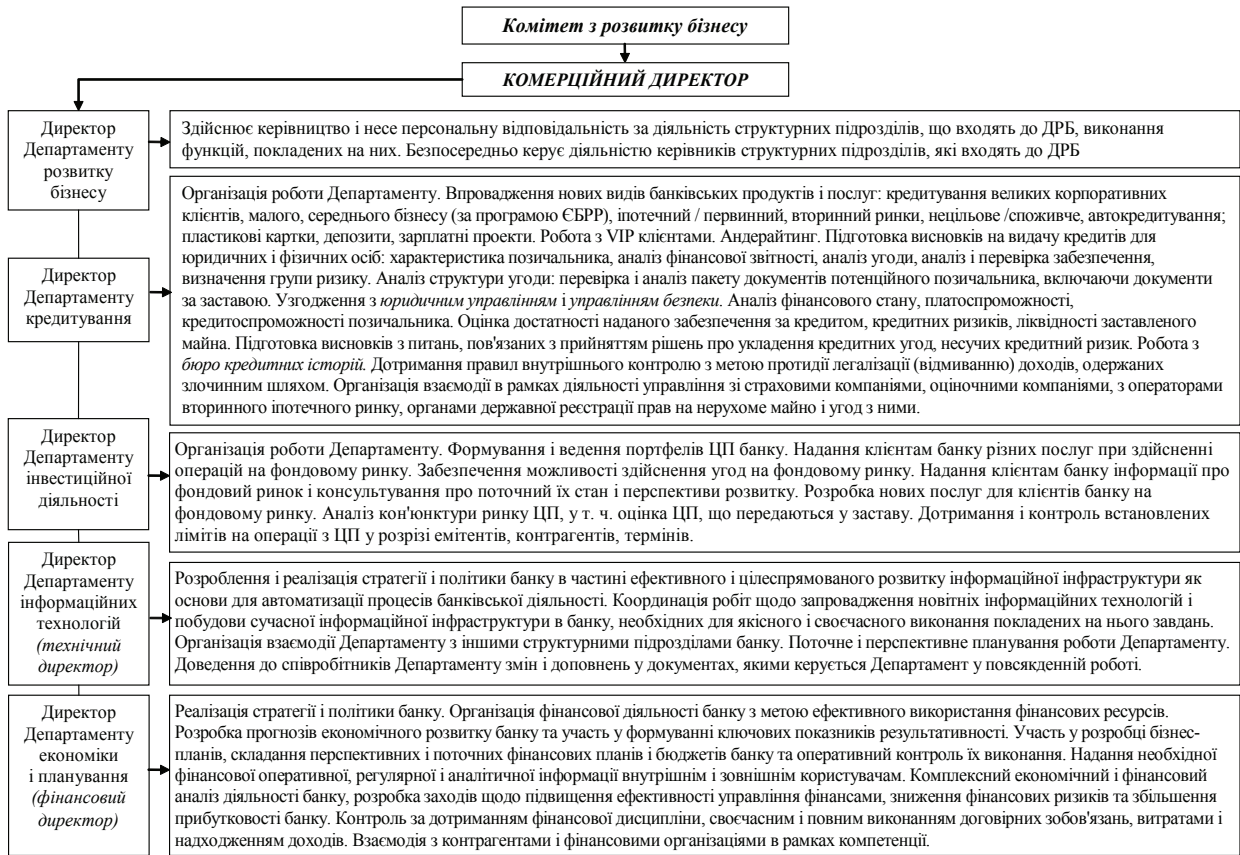 Комітет з розвитку бізнесу
КОМЕРЦІЙНИЙ ДИРЕКТОР
Директор
Департаменту
розвитку
бізнесу
Здійснює керівництво і несе персональну відповідальність за діяльність структурних підрозділів, що входять до ДРБ, виконання
функцій, покладених на них. Безпосередньо керує діяльністю керівників структурних підрозділів, які входять до ДРБ
Директор
Департаменту
кредитування
Організація роботи Департаменту. Впровадження нових видів банківських продуктів і послуг: кредитування великих корпоративних
клієнтів, малого, середнього бізнесу (за програмою ЄБРР), іпотечний / первинний, вторинний ринки, нецільове /споживче, автокредитування;
пластикові картки, депозити, зарплатні проекти. Робота з VIP клієнтами. Андерайтинг. Підготовка висновків на видачу кредитів для
юридичних і фізичних осіб: характеристика позичальника, аналіз фінансової звітності, аналіз угоди, аналіз і перевірка забезпечення,
визначення групи ризику. Аналіз структури угоди: перевірка і аналіз пакету документів потенційного позичальника, включаючи документи
за заставою. Узгодження з юридичним управлінням і управлінням безпеки. Аналіз фінансового стану, платоспроможності,
кредитоспроможності позичальника. Оцінка достатності наданого забезпечення за кредитом, кредитних ризиків, ліквідності заставленого
майна. Підготовка висновків з питань, пов'язаних з прийняттям рішень про укладення кредитних угод, несучих кредитний ризик. Робота з
бюро кредитних історій. Дотримання правил внутрішнього контролю з метою протидії легалізації (відмиванню) доходів, одержаних
злочинним шляхом. Організація взаємодії в рамках діяльності управління зі страховими компаніями, оціночними компаніями, з операторами
вторинного іпотечного ринку, органами державної реєстрації прав на нерухоме майно і угод з ними.
Директор
Департаменту
інвестиційної
діяльності
Організація роботи Департаменту. Формування і ведення портфелів ЦП банку. Надання клієнтам банку різних послуг при здійсненні
операцій на фондовому ринку. Забезпечення можливості здійснення угод на фондовому ринку. Надання клієнтам банку інформації про
фондовий ринок і консультування про поточний їх стан і перспективи розвитку. Розробка нових послуг для клієнтів банку на
фондовому ринку. Аналіз кон'юнктури ринку ЦП, у т. ч. оцінка ЦП, що передаються у заставу. Дотримання і контроль встановлених
лімітів на операції з ЦП у розрізі емітентів, контрагентів, термінів.
Директор
Департаменту
інформаційних
технологій
(технічний
директор)
Розроблення і реалізація стратегії і політики банку в частині ефективного і цілеспрямованого розвитку інформаційної інфраструктури як
основи для автоматизації процесів банківської діяльності. Координація робіт щодо запровадження новітніх інформаційних технологій і
побудови сучасної інформаційної інфраструктури в банку, необхідних для якісного і своєчасного виконання покладених на нього завдань.
Організація взаємодії Департаменту з іншими структурними підрозділами банку. Поточне і перспективне планування роботи Департаменту.
Доведення до співробітників Департаменту змін і доповнень у документах, якими керується Департамент у повсякденній роботі.
Директор
Департаменту
економіки
і планування
(фінансовий
директор)
Реалізація стратегії і політики банку. Організація фінансової діяльності банку з метою ефективного використання фінансових ресурсів.
Розробка прогнозів економічного розвитку банку та участь у формуванні ключових показників результативності. Участь у розробці бізнес-
планів, складання перспективних і поточних фінансових планів і бюджетів банку та оперативний контроль їх виконання. Надання необхідної
фінансової оперативної, регулярної і аналітичної інформації внутрішнім і зовнішнім користувачам. Комплексний економічний і фінансовий
аналіз діяльності банку, розробка заходів щодо підвищення ефективності управління фінансами, зниження фінансових ризиків та збільшення
прибутковості банку. Контроль за дотриманням фінансової дисципліни, своєчасним і повним виконанням договірних зобов'язань, витратами і
надходженням доходів. Взаємодія з контрагентами і фінансовими організаціями в рамках компетенції.